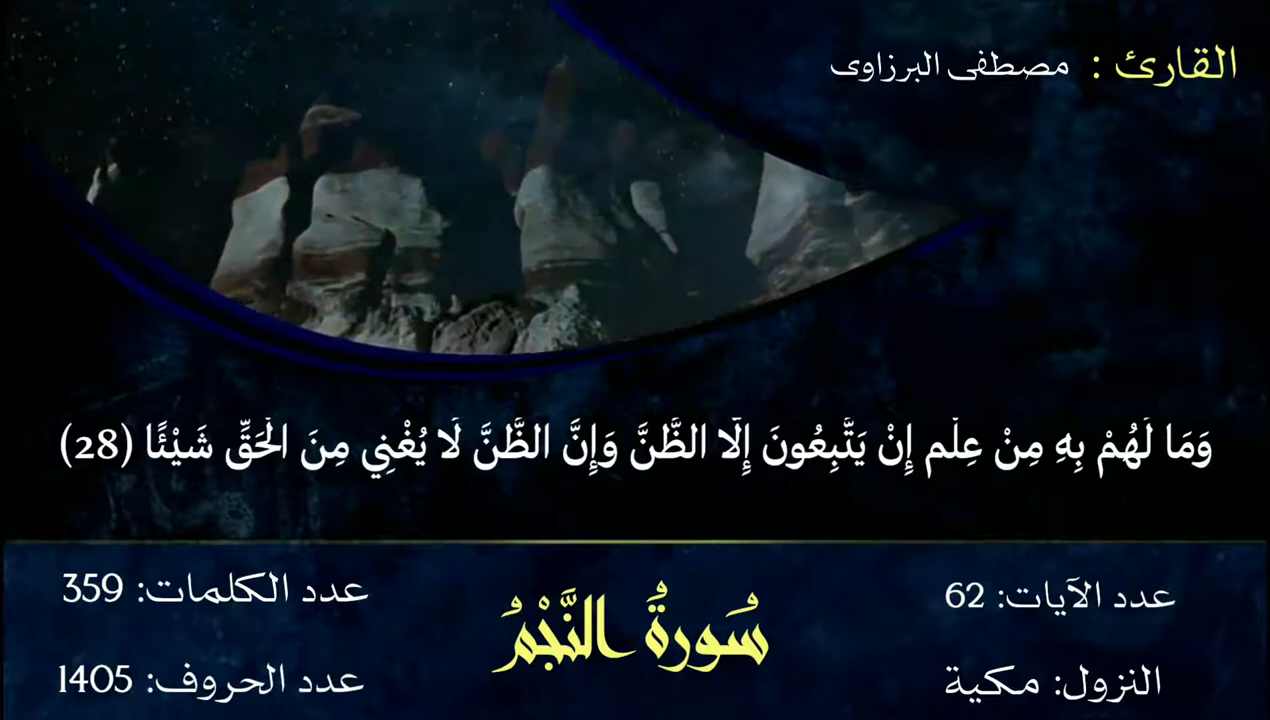 القارئ : مصطفى البرزاوى
وَمَا لَهُمْ بِهِ مِنْ عِلْمٍ إِنْ يَتَّبِعُونَ إِلَّا الظَّنَّ وَإِنَّ الظَّنَّ لَا يُغْنِي مِنَ الْحَقِّ شَيْئًا (28)
عدد الآيات: 62
سُورَةُ النَّجْمُ
عدد الكلمات: 359
النزول: مكية
عدد الحروف: 1405